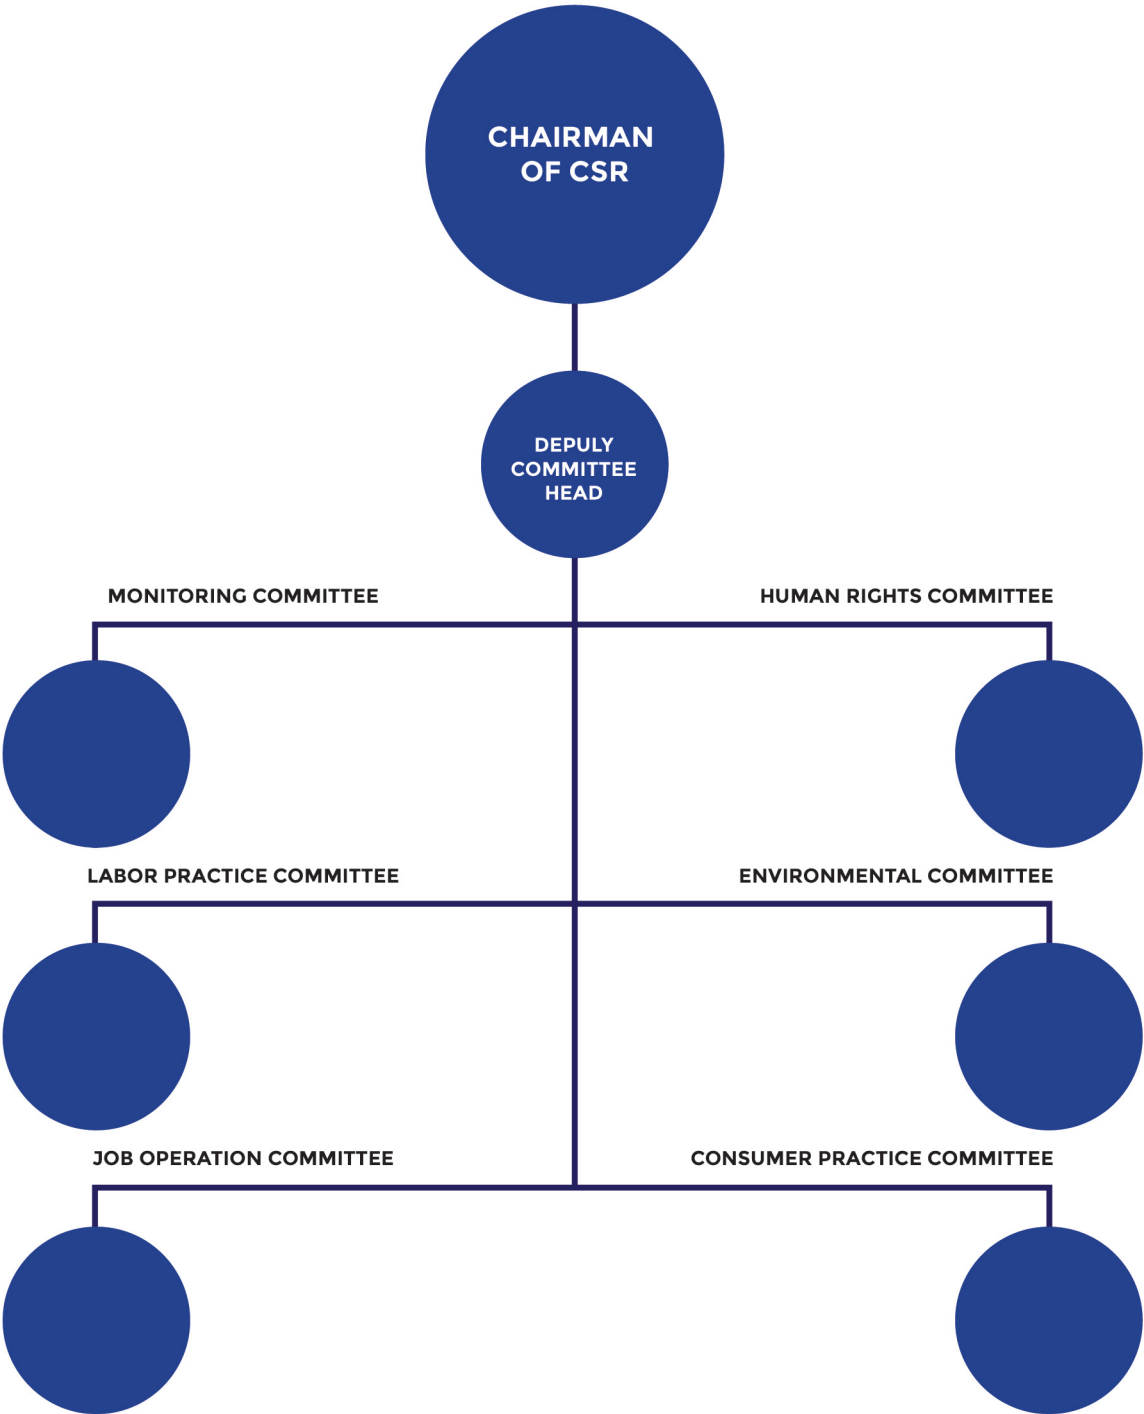 CHAIRMAN
OF CSR
DEPULY
COMMITTEE
HEAD
MONITORING COMMITTEE
HUMAN RIGHTS COMMITTEE
LABOR PRACTICE COMMITTEE
ENVIRONMENTAL COMMITTEE
JOB OPERATION COMMITTEE
CONSUMER PRACTICE COMMITTEE